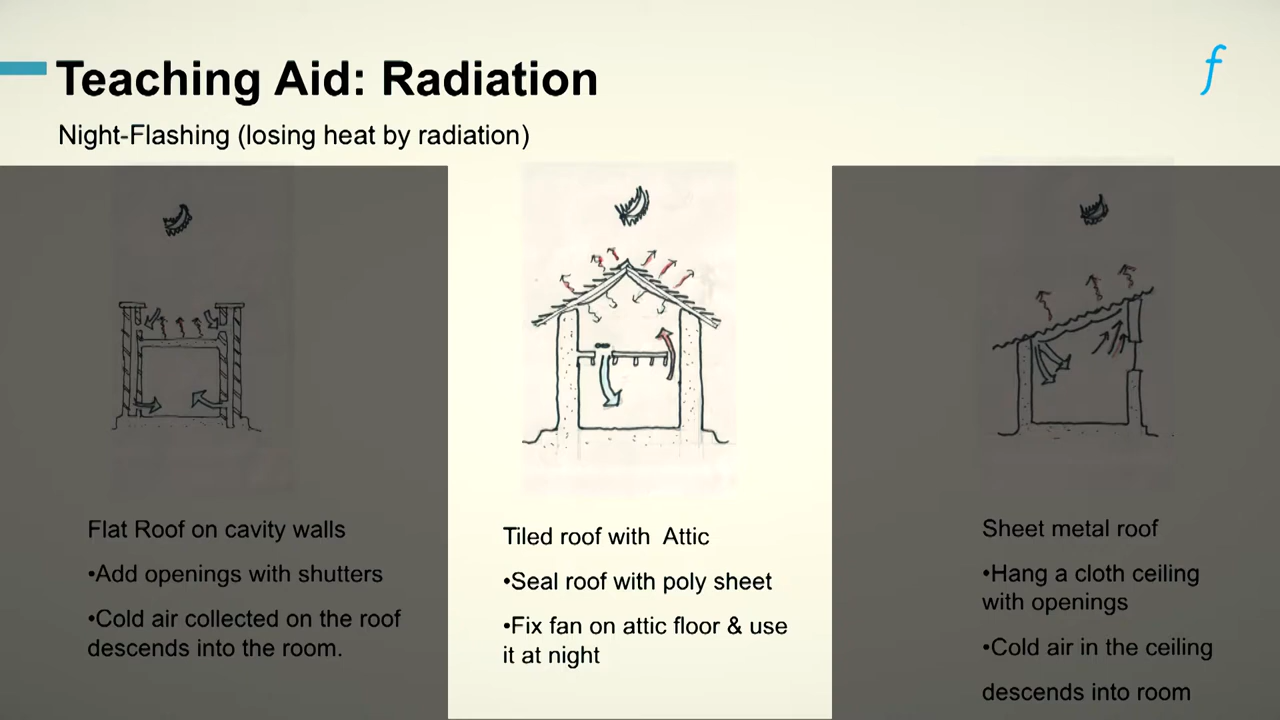 Teaching Aid: Radiation
f
Night-Flashing (losing heat by radiation)
Flat Roof on cavity walls
•Add openings with shutters
•Cold air collected on the roof
descends into the room.
Tiled roof with  Attic
•Seal roof with poly sheet
•Fix fan on attic floor & use
it at night
Sheet metal roof
•Hang a cloth ceiling
with openings
•Cold air in the ceiling
descends into room